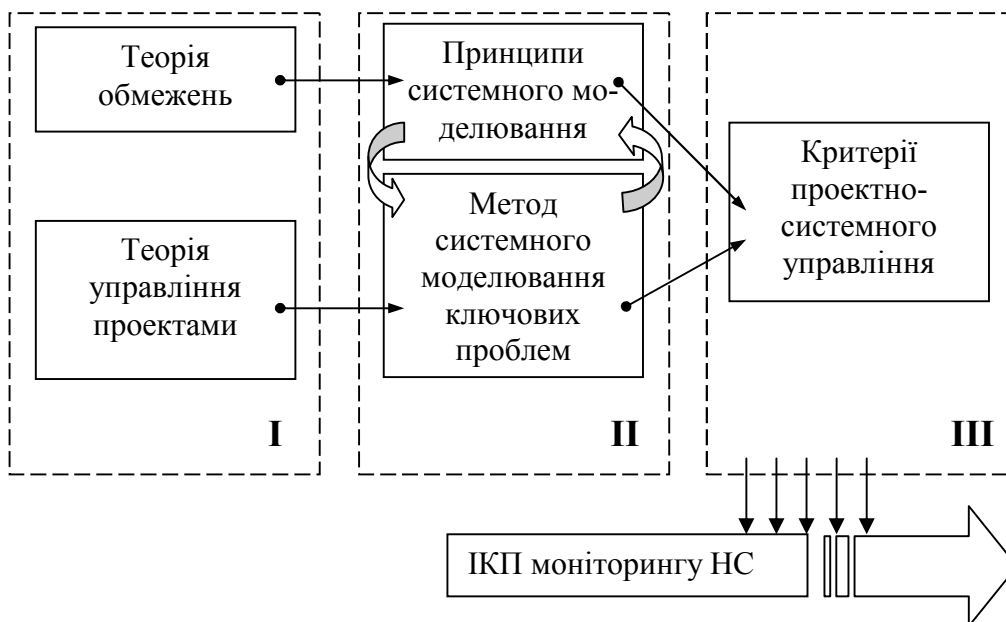 Теорія
обмежень
Теорія
управління
проектами
I
Принципи
системного мо-
делювання
Метод
системного
моделювання
ключових
проблем
II
Критерії
проектно-
системного
управління
III
ІКП моніторингу НС